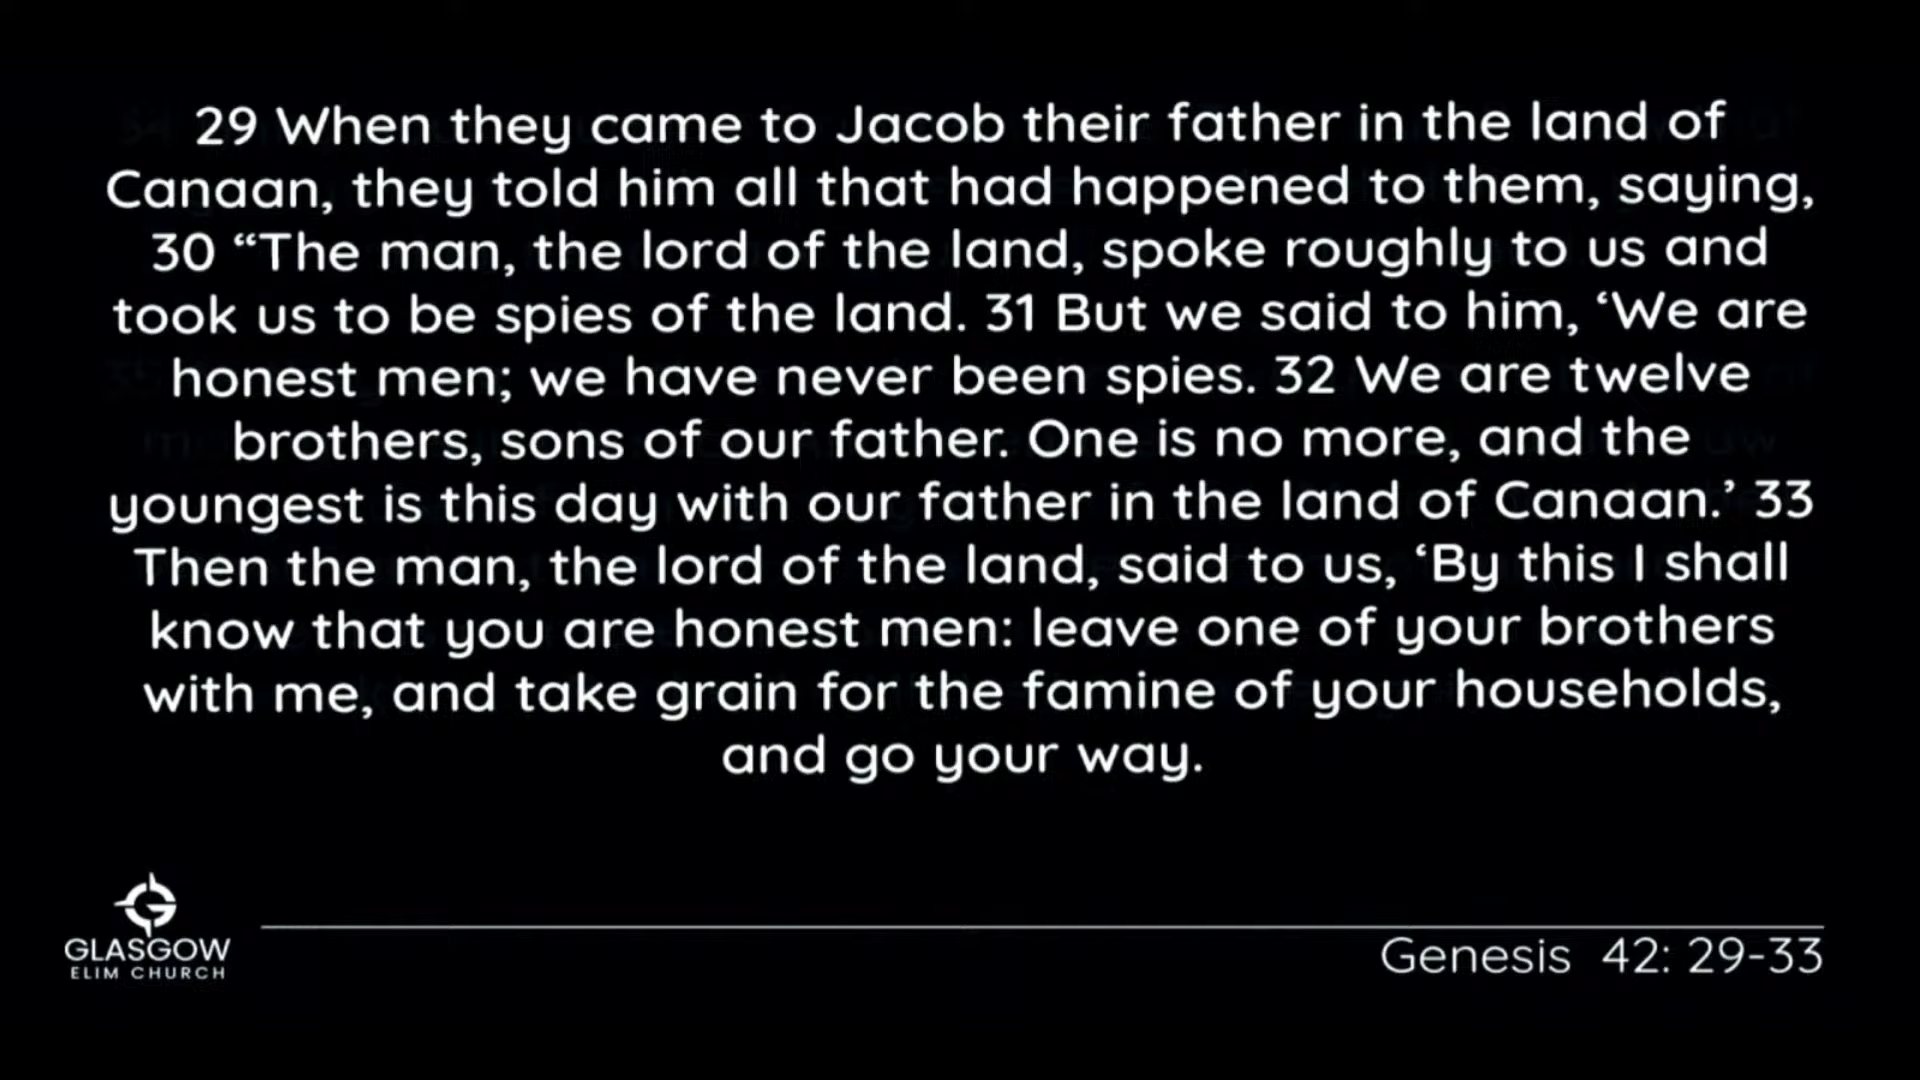 29 When they came to Jacob their father in the land of
Canaan, they told him all that had happened to them, saying,
30 “The man, the lord of the land, spoke roughly to us and
took us to be spies of the land. 31 But we said to him, ‘We are
honest men; we have never been spies. 32 We are twelve
brothers, sons of our father. One is no more, and the
youngest is this day with our father in the land of Canaan.’ 33
Then the man, the lord of the land, said to us, ‘By this I shall
know that you are honest men: leave one of your brothers
with me, and take grain for the famine of your households,
and go your way.
GLASGOW
ELIM CHURCH
Genesis 42: 29-33